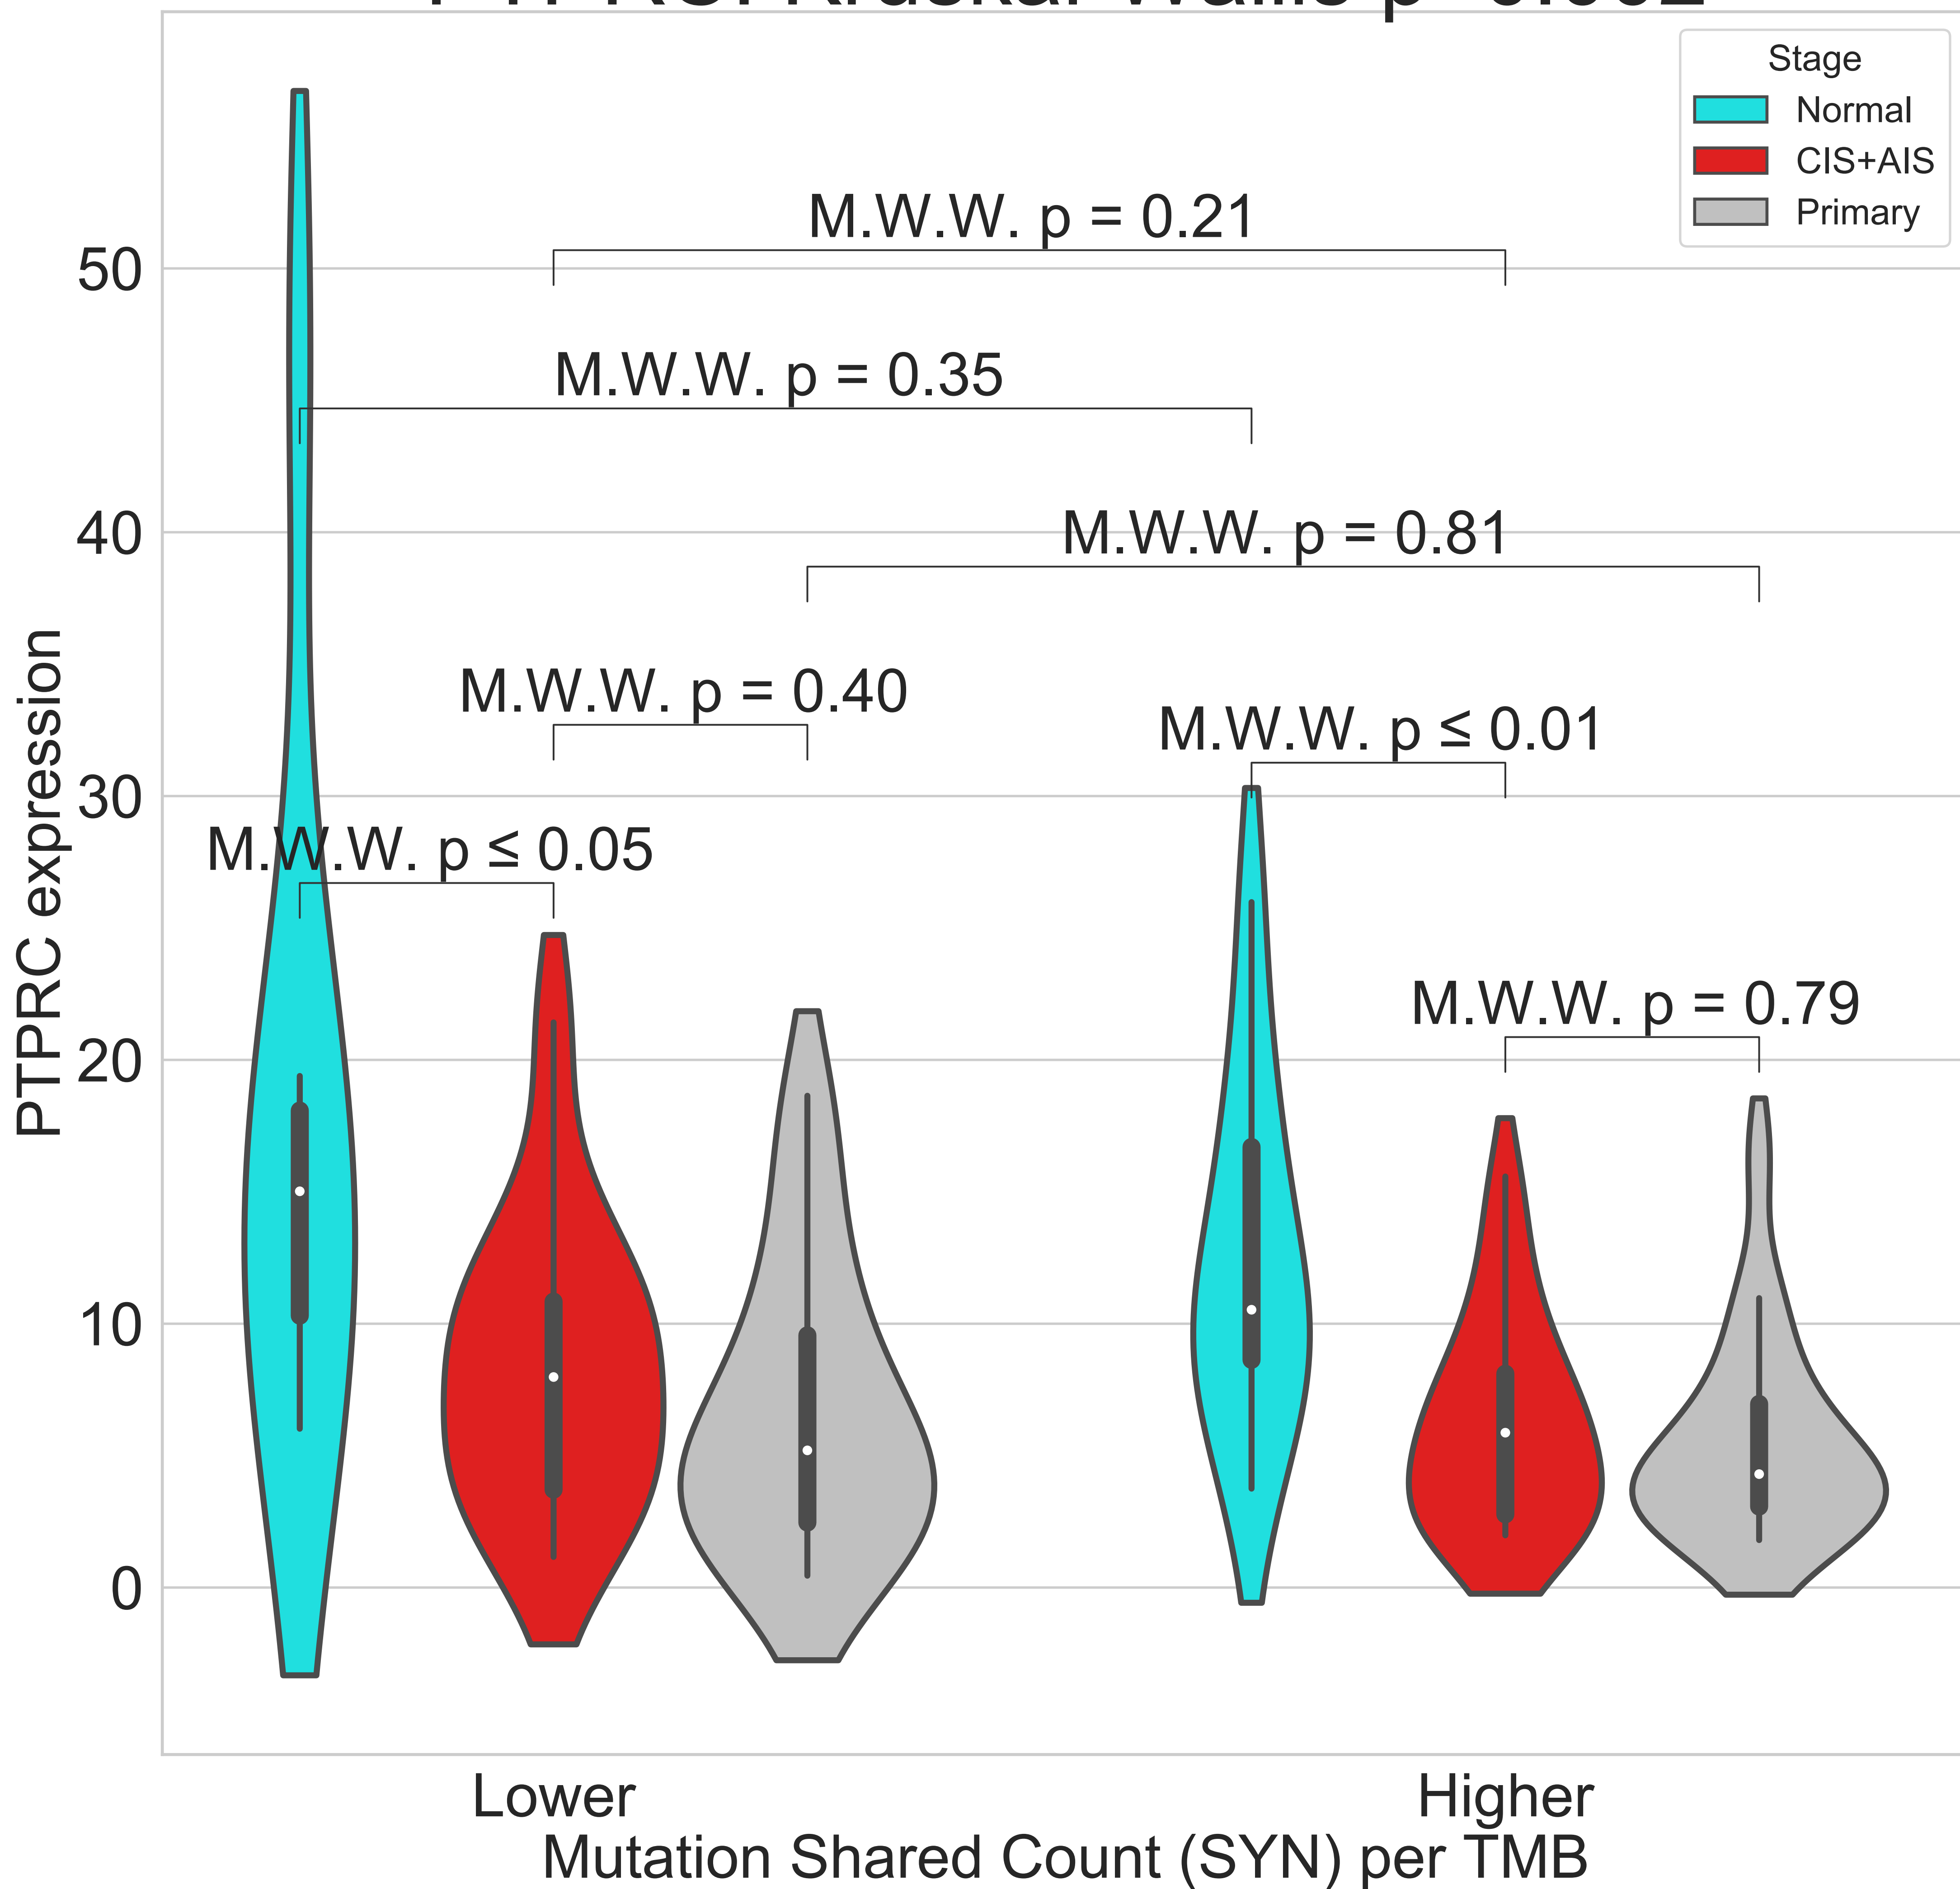 Stage
Normal
CIS+AIS
Primary
M.W.W. p = 0.21
50
M.W.W. p = 0.35
40
M.W.W. p = 0.81
M.W.W. p = 0.40
M.W.W. p ≤ 0.01
30
M.W.W. p ≤ 0.05
PTPRC expression
M.W.W. p = 0.79
20
10
0
Lower
Higher
Mutation Shared Count (SYN) per TMB